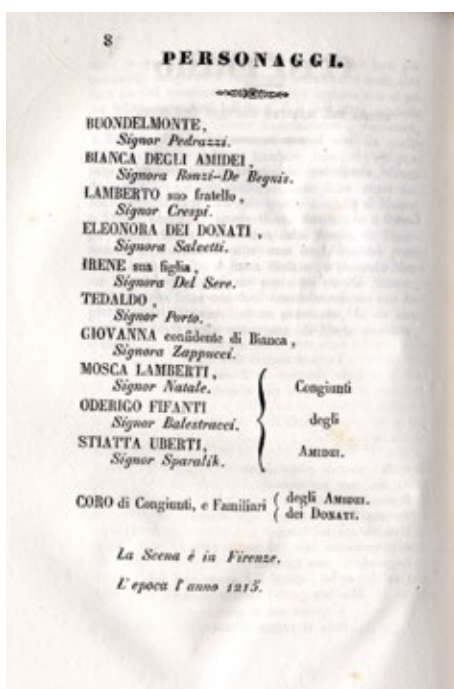 8
PERSONAGGI.
BUONDELMONTE,
Signor Pedrazzi.
BIANCA DEGLI AMIDEI,
Signora Ronzi-De Begnis.
LAMBERTO suo fratello,
Signor Crespi.
ELEONORA DEI DONATI,
Signora Salvetti.
IRENE sua figlia,
Signora Del Sere.
TEDALDO,
Signor Porto.
GIOVANNA confidente di Bianca,
Signora Zappucci.
MOSCA LAMBERTI,
Signor Natale.
ODERIGO FIFANTI
Signor Balestracci.
STIATTA UBERTI,
Signor Sparalik.
Congiunti
degli
AMIDEI.
CORO di Congiunti, e Familiari
degli AMIDEI.
dei DONATI.
La Scena è in Firenze.
L'epoca l'anno 1215.